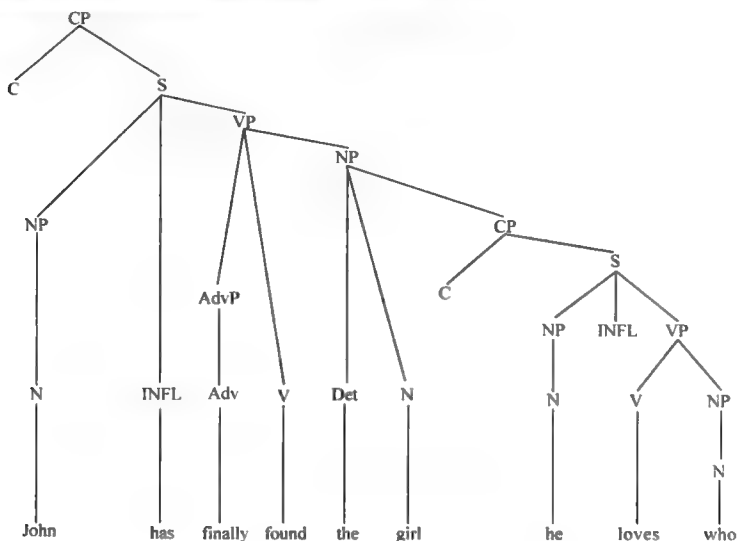 CP
C S
VP
NP
NP CP
S
AdvP C
NP INFL VP
N INFL Adv V Det N N V NP
N
John has finally found the girl he loves who